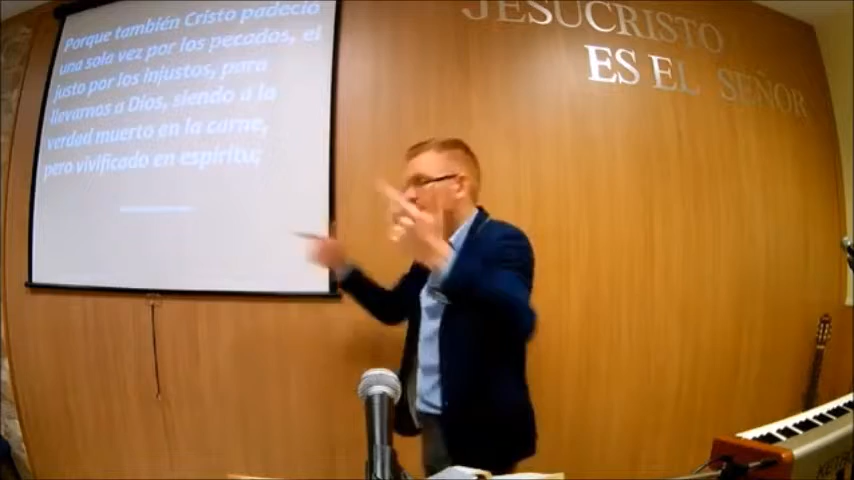 Porque también Cristo padeció
una sola vez por los pecados, el
justo por los injustos, para
llevarnos a Dios, siendo a la
verdad muerto en la carne,
pero vivificado en espíritu;
JESUCRISTO
ES EL SEÑOR